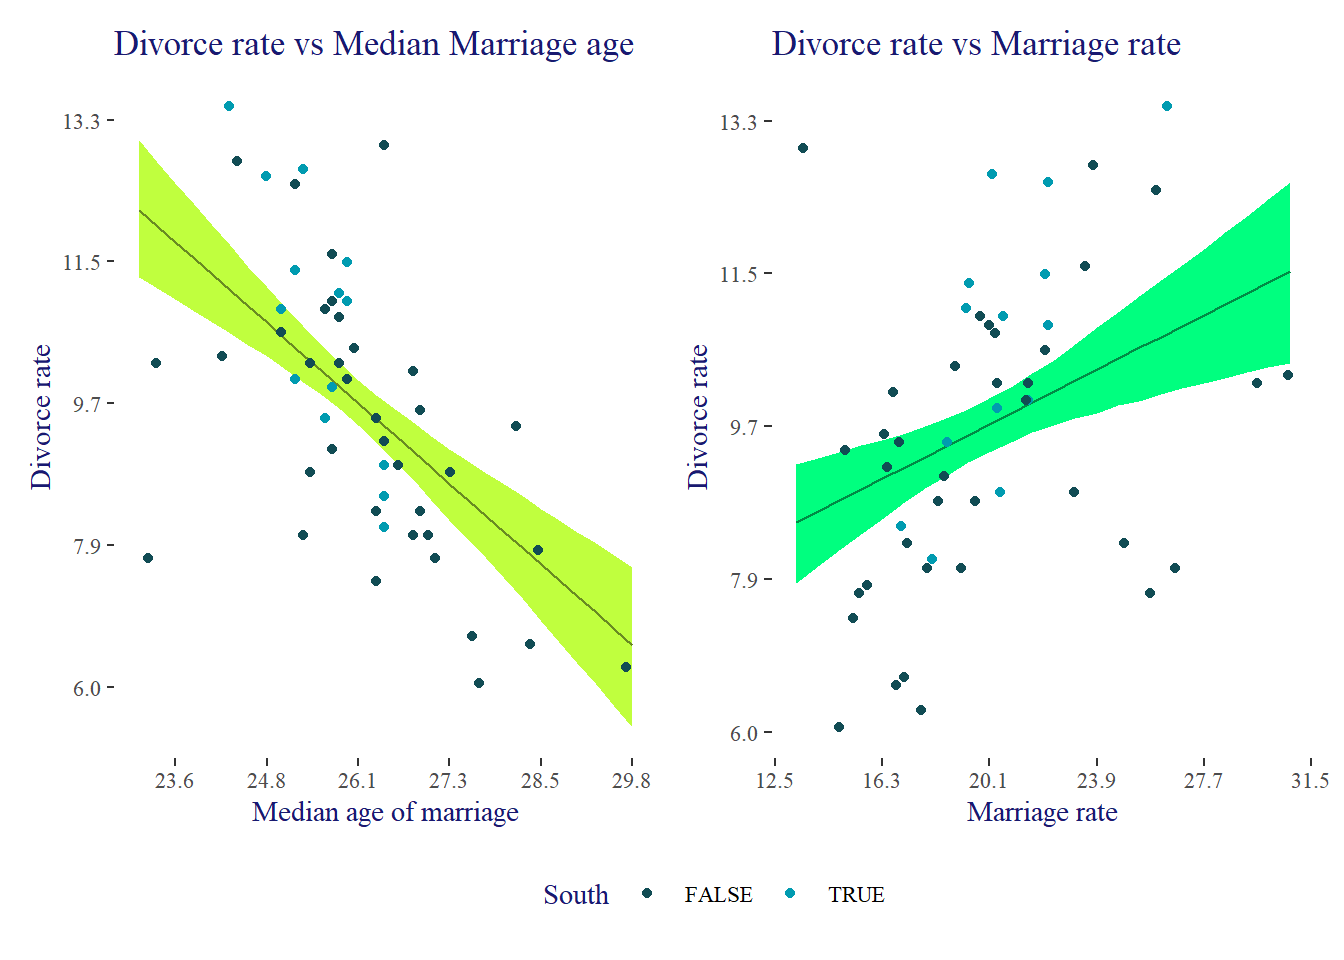 Divorce rate vs Median Marriage age
Divorce rate
13.3
11.5
9.7
7.9
6.0
23.6 24.8 26.1 27.3 28.5 29.8
Median age of marriage
Divorce rate vs Marriage rate
Divorce rate
13.3
11.5
9.7
7.9
6.0
12.5 16.3 20.1 23.9 27.7 31.5
Marriage rate
South FALSE TRUE